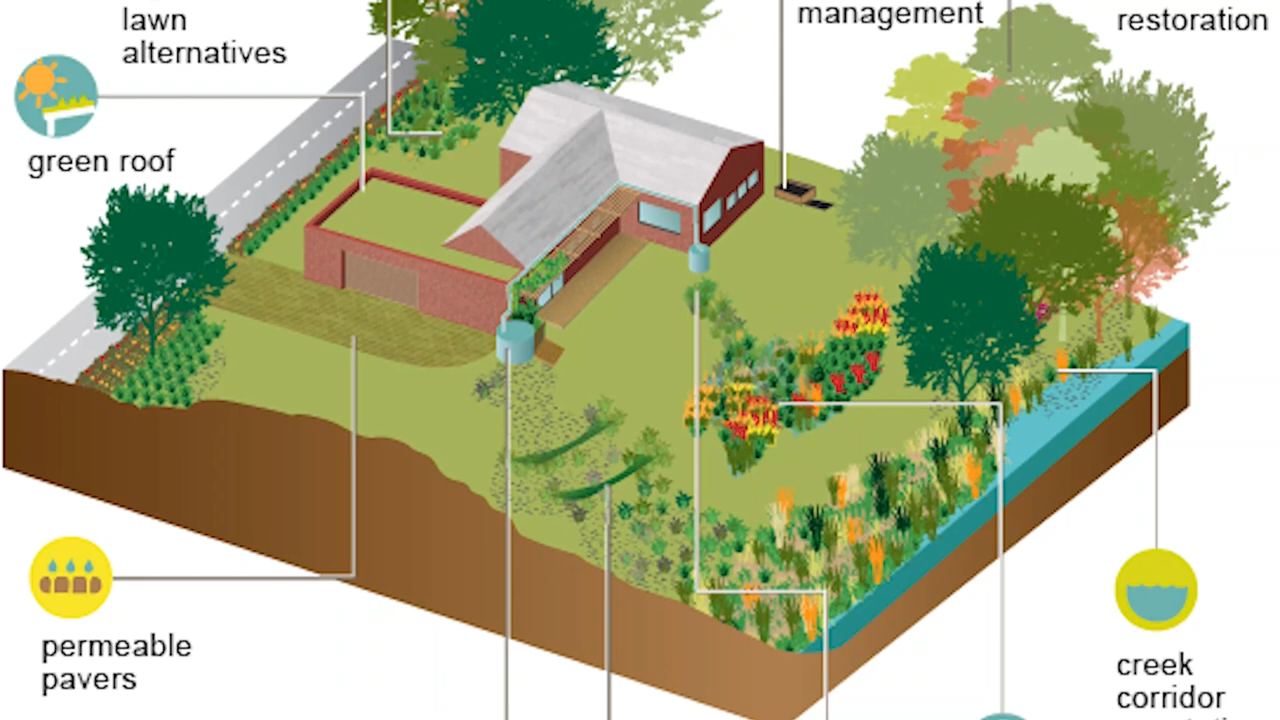 lawn
alternatives
management
restoration
green roof
permeable
pavers
creek
corridor